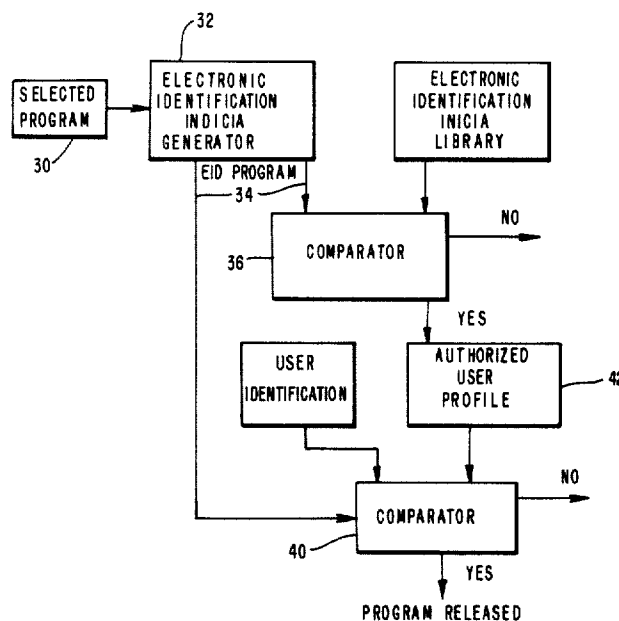 32
SELECTED
PROGRAM
30
ELECTRONIC
IDENTIFICATION
INDICIA
GENERATOR
ELECTRONIC
IDENTIFICATION
INICIA
LIBRARY
EID PROGRAM
34
NO
36
COMPARATOR
YES
USER
IDENTIFICATION
AUTHORIZED
USER
PROFILE
42
NO
COMPARATOR
40
YES
PROGRAM RELEASED